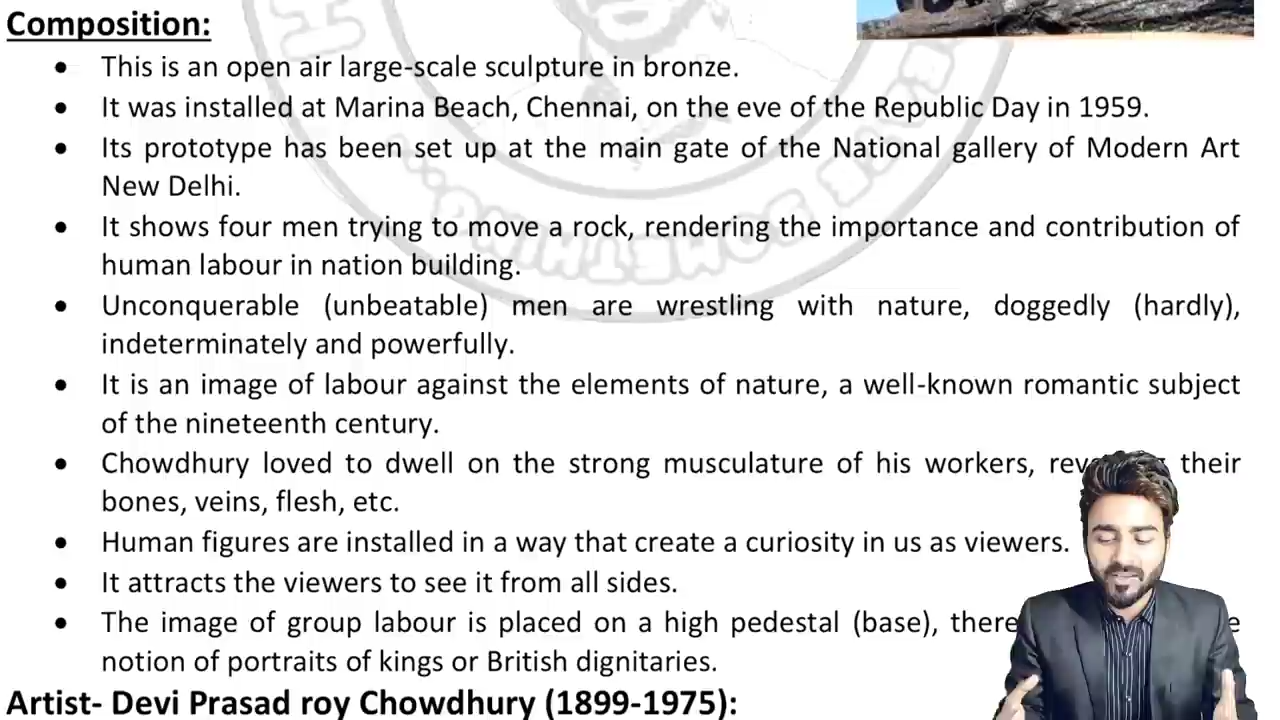 Composition:
• This is an open air large-scale sculpture in bronze.
• It was installed at Marina Beach, Chennai, on the eve of the Republic Day in 1959.
• Its prototype has been set up at the main gate of the National gallery of Modern Art
New Delhi.
• It shows four men trying to move a rock, rendering the importance and contribution of
human labour in nation building.
• Unconquerable (unbeatable) men are wrestling with nature, doggedly (hardly),
indeterminately and powerfully.
• It is an image of labour against the elements of nature, a well-known romantic subject
of the nineteenth century.
• Chowdhury loved to dwell on the strong musculature of his workers, their
bones, veins, flesh, etc.
• Human figures are installed in a way that create a curiosity in us as viewers.
• It attracts the viewers to see it from all sides.
• The image of group labour is placed on a high pedestal (base),
notion of portraits of kings or British dignitaries.
Artist- Devi Prasad roy Chowdhury (1899-1975):